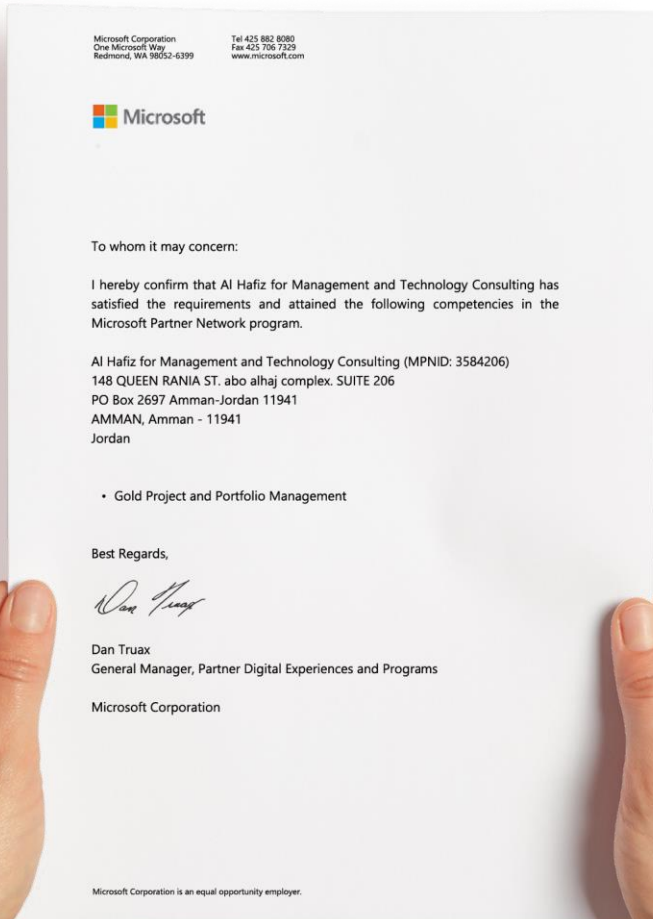 Microsoft Corporation
One Microsoft Way
Redmond, WA 98052-6399
Tel 425 882 8080
Fax 425 706 7329
www.microsoft.com
Microsoft
To whom it may concern:
I hereby confirm that Al Hafiz for Management and Technology Consulting has
satisfied the requirements and attained the following competencies in the
Microsoft Partner Network program.
Al Hafiz for Management and Technology Consulting (MPNID: 3584206)
148 QUEEN RANIA ST. abo alhaj complex. SUITE 206
PO Box 2697 Amman-Jordan 11941
AMMAN, Amman - 11941
Jordan
• Gold Project and Portfolio Management
Best Regards,
Dan Truax
Dan Truax
General Manager, Partner Digital Experiences and Programs
Microsoft Corporation
Microsoft Corporation is an equal opportunity employer.